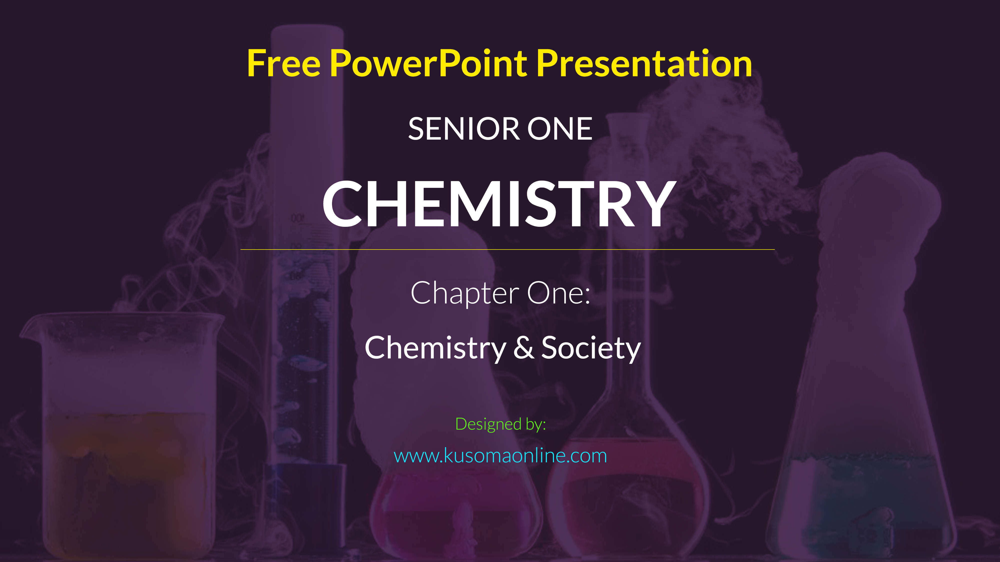 Free PowerPoint Presentation
SENIOR ONE
CHEMISTRY
Chapter One:
Chemistry & Society
Designed by:
www.kusomaonline.com